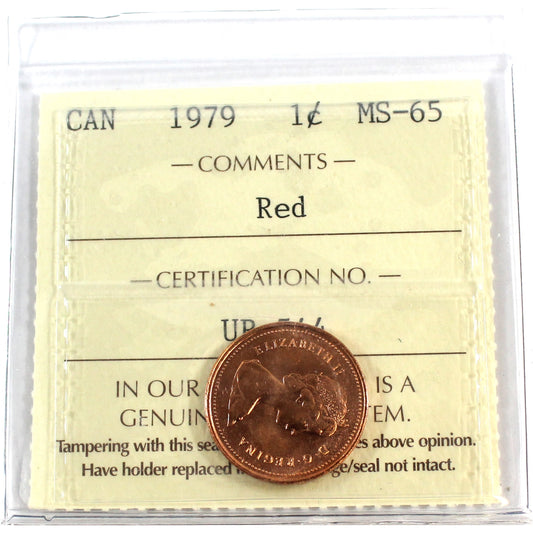 CAN 1979 1¢ MS-65
— COMMENTS —
Red
— CERTIFICATION NO. —
IN OUR IS A
GENUIN TEM.
Tampering with this sea es above opinion.
Have holder replaced ge/seal not intact.
ELIZABETH II
D·G·REGINA